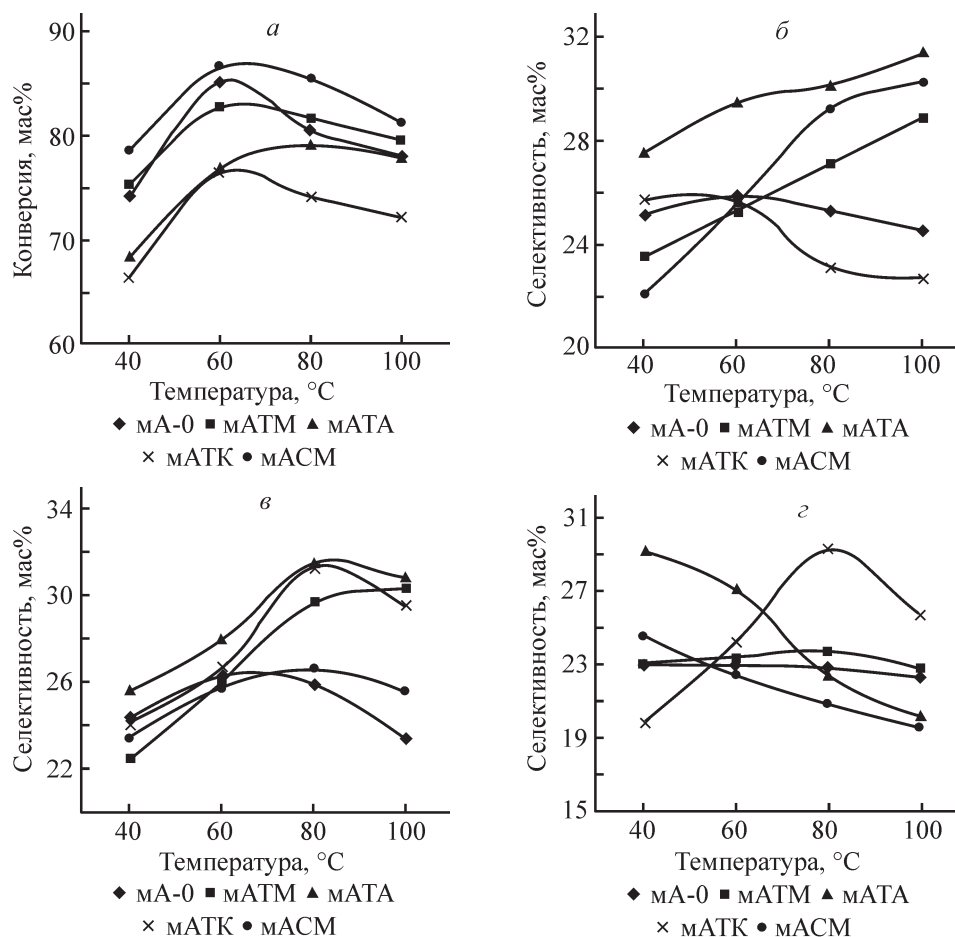 а
Конверсия, мас%
90
80
70
60
40 60 80 100
Температура, °C
◆ мА-0 ■ мАТМ ▲ мАТА
× мАТК ● мАСМ
б
Селективность, мас%
32
28
24
20
40 60 80 100
Температура, °C
◆ мА-0 ■ мАТМ ▲ мАТА
× мАТК ● мАСМ
в
Селективность, мас%
34
30
26
22
40 60 80 100
Температура, °C
◆ мА-0 ■ мАТМ ▲ мАТА
× мАТК ● мАСМ
г
Селективность, мас%
31
27
23
19
15
40 60 80 100
Температура, °C
◆ мА-0 ■ мАТМ ▲ мАТА
× мАТК ● мАСМ